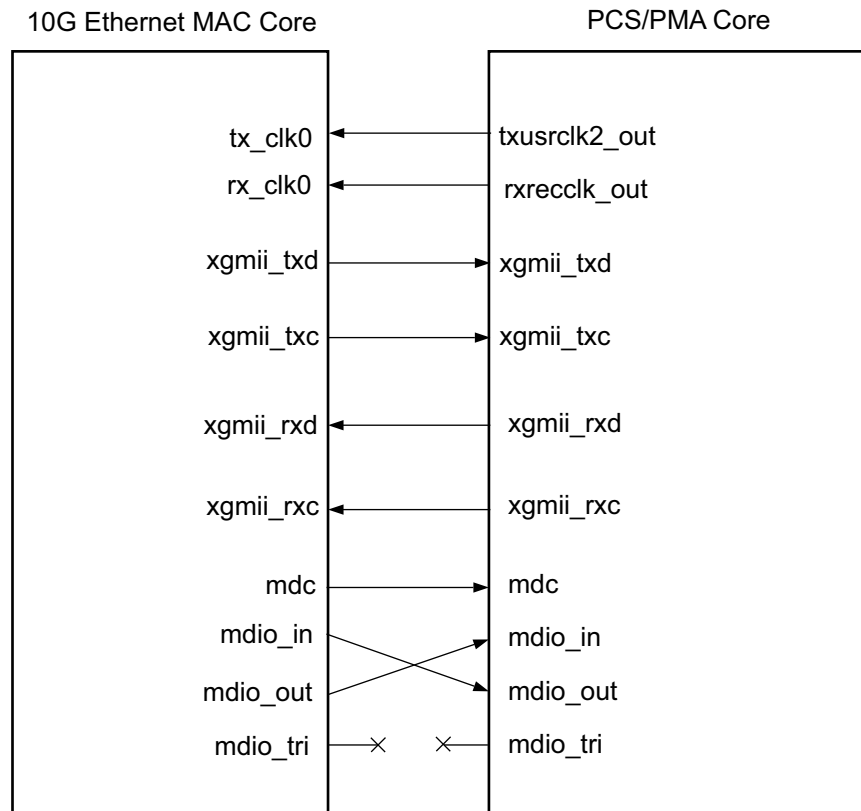 10G Ethernet MAC Core PCS/PMA Core
tx_clk0 txusrclk2_out
rx_clk0 rxrecclk_out
xgmii_txd xgmii_txd
xgmii_txc xgmii_txc
xgmii_rxd xgmii_rxd
xgmii_rxc xgmii_rxc
mdc mdc
mdio_in mdio_in
mdio_out mdio_out
mdio_tri mdio_tri